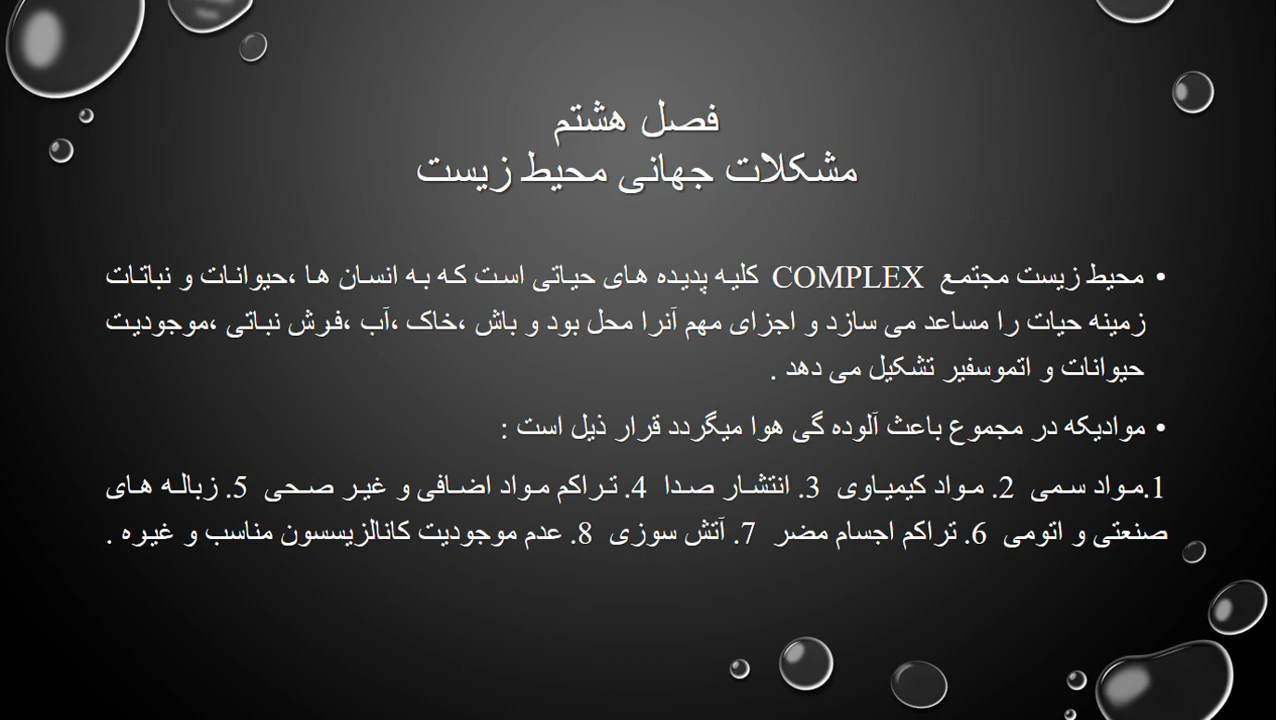 فصل هشتم
مشکلات جهانی محیط زیست
• محیط زیست مجتمع COMPLEX کلیه پدیده های حیاتی است که به انسان ها ،حیوانات و نباتات
زمینه حیات را مساعد می سازد و اجزای مهم آنرا محل بود و باش ،خاک ،آب ،فرش نباتی ،موجودیت
حیوانات و اتموسفیر تشکیل می دهد .
• موادیکه در مجموع باعث آلوده گی هوا میگردد قرار ذیل است :
1.مواد سمی 2. مواد کیمیاوی 3. انتشار صدا 4. تراکم مواد اضافی و غیر صحی 5. زباله های
صنعتی و اتومی 6. تراکم اجسام مضر 7. آتش سوزی 8. عدم موجودیت کانالزیسسون مناسب و غیره .